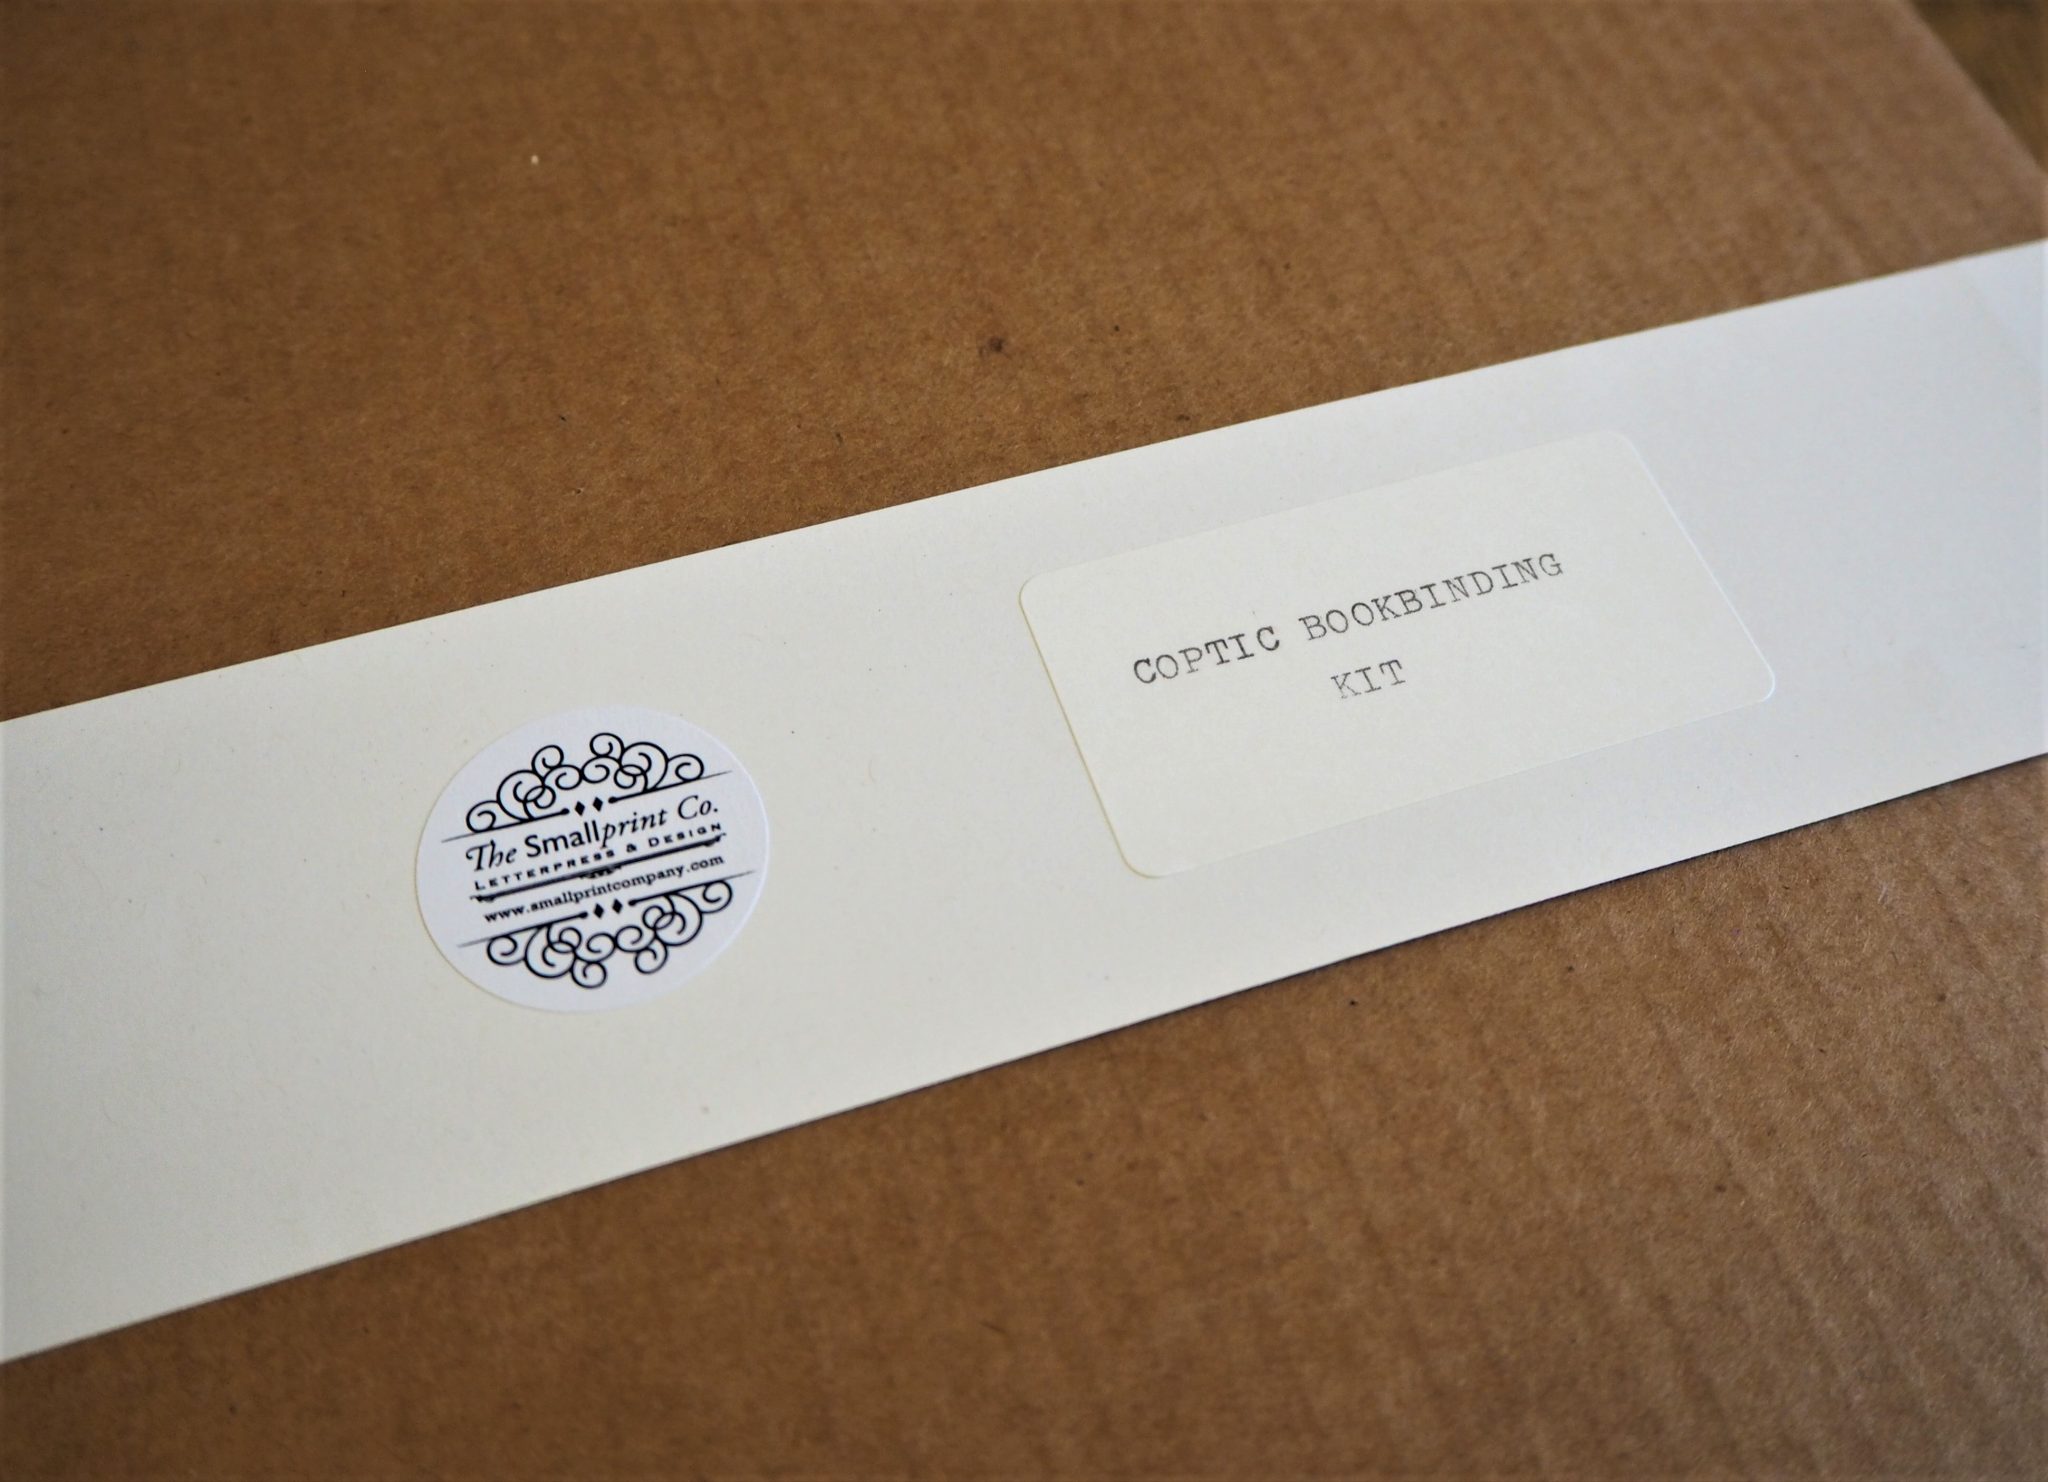 The Smallprint Co.
LETTERPRESS & DESIGN
www.smallprintcompany.com
COPTIC BOOKBINDING
KIT